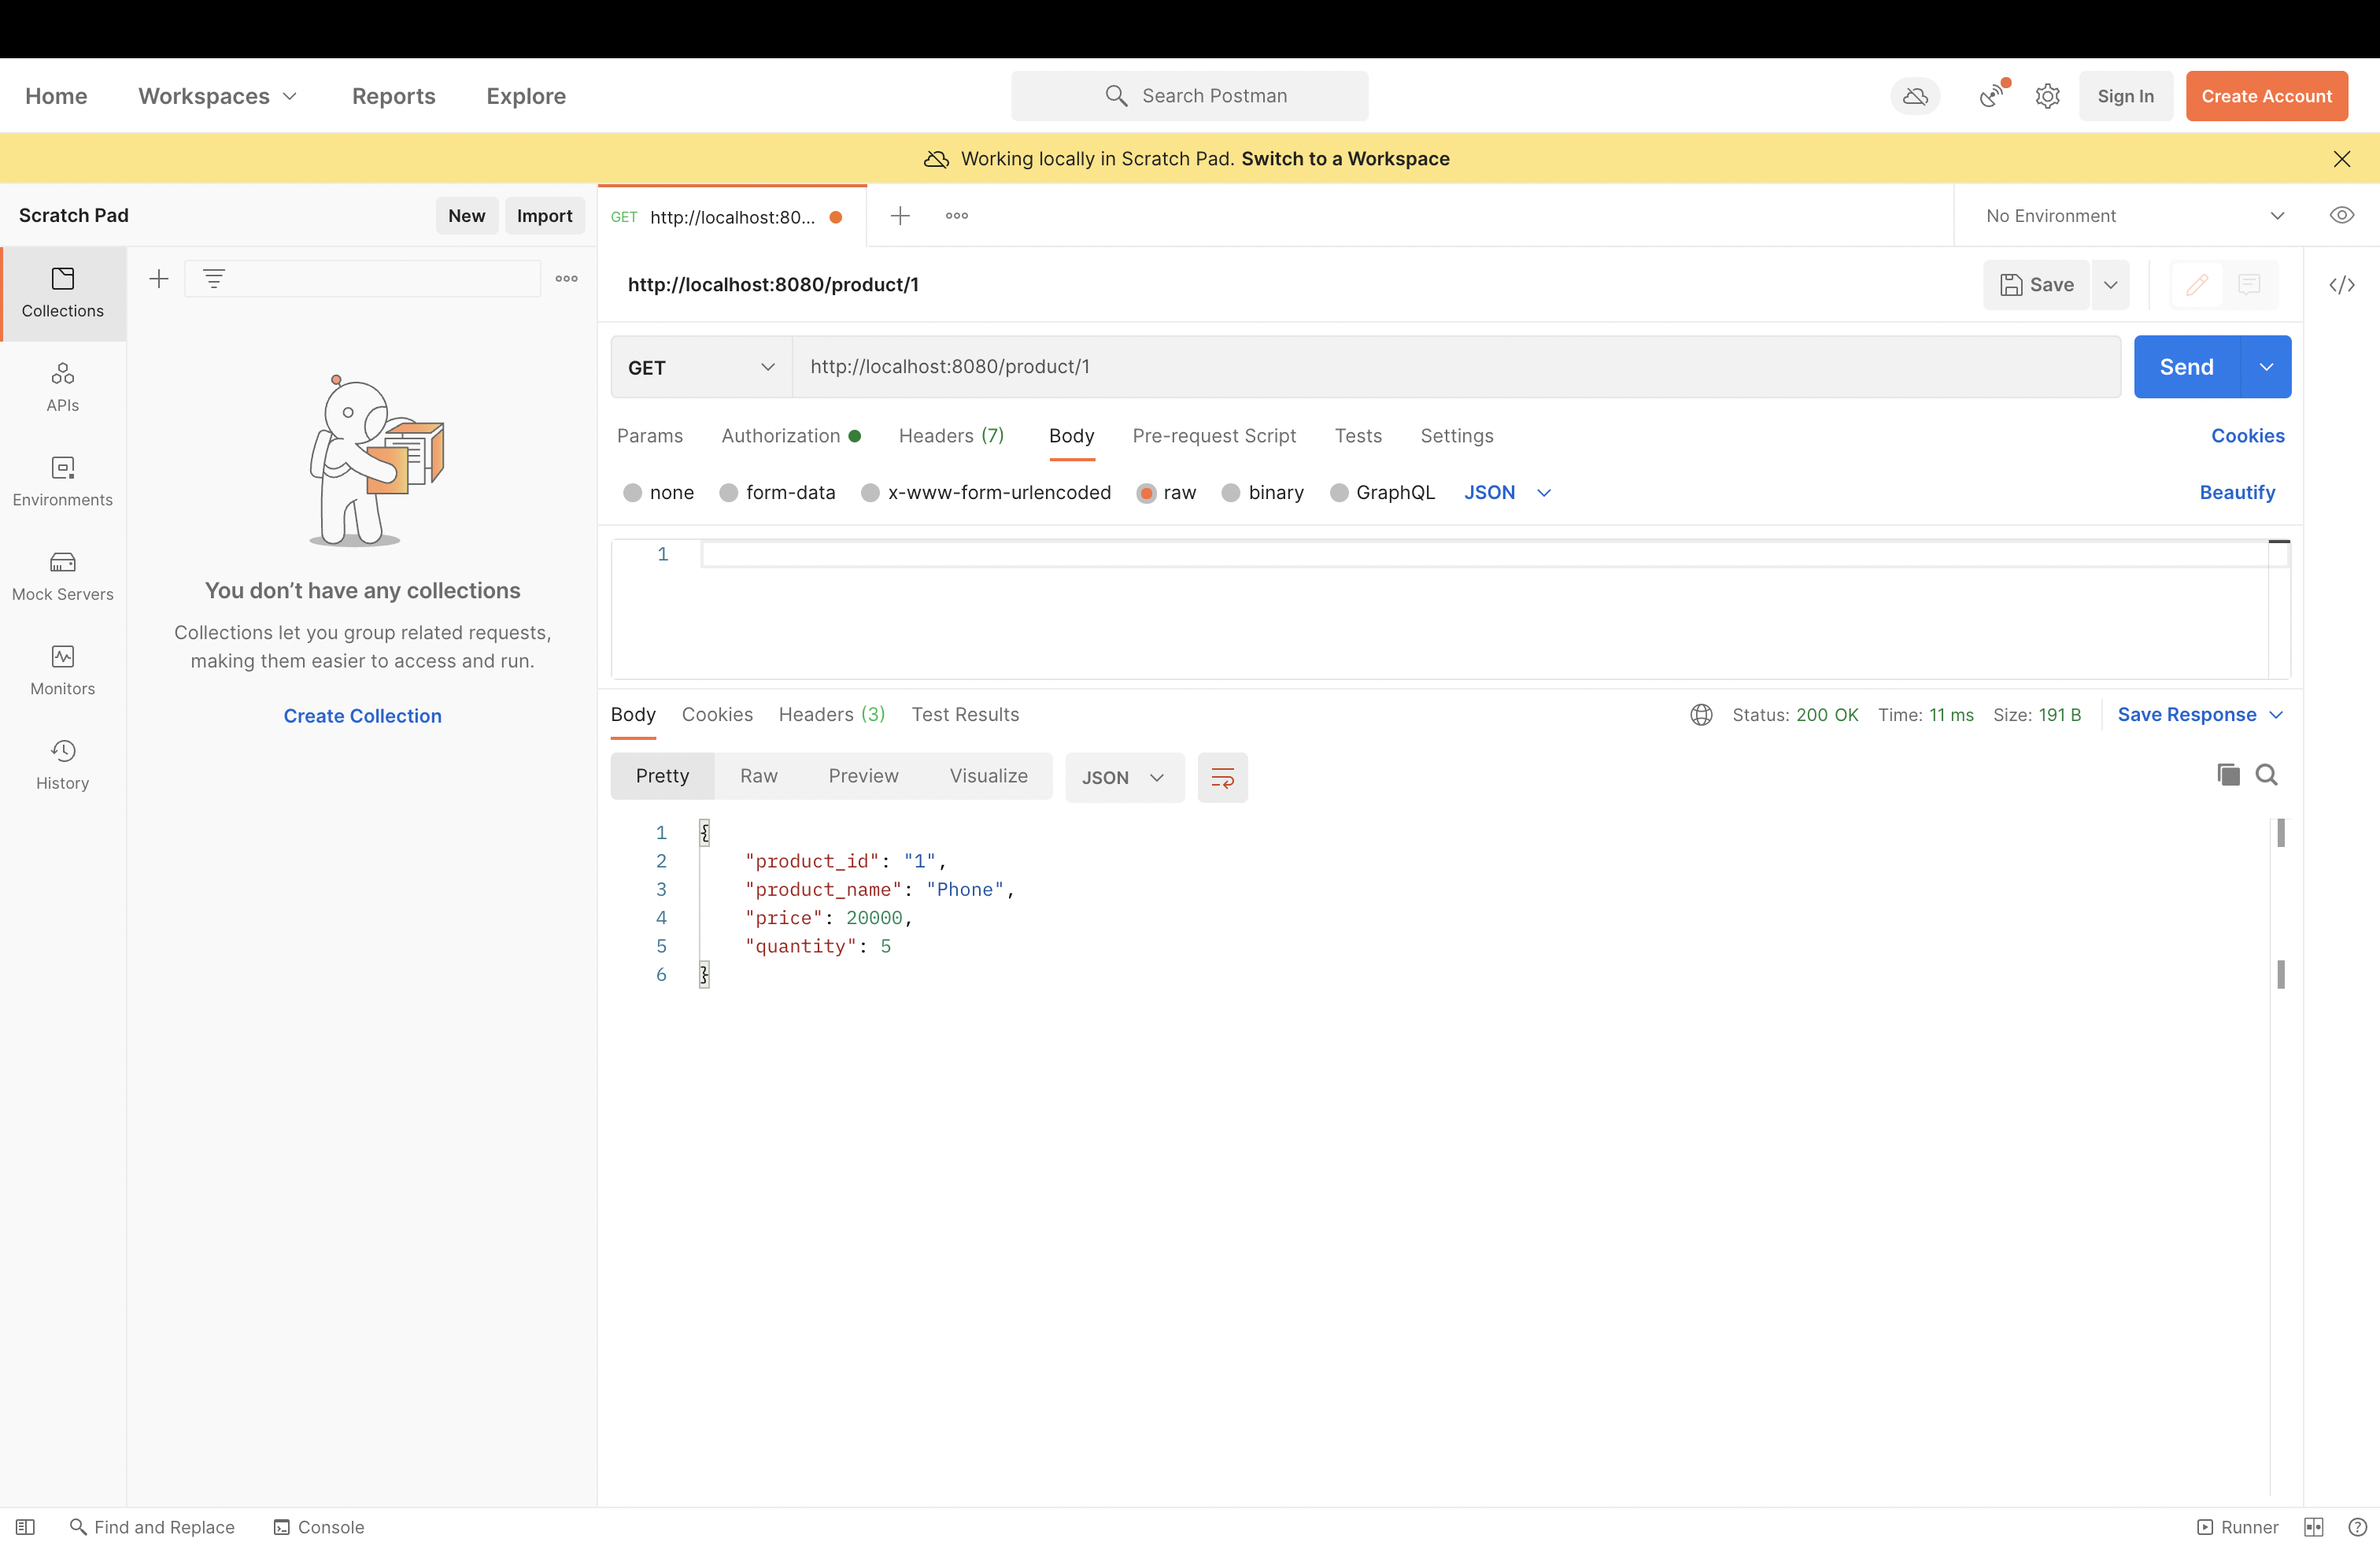 Home Workspaces Reports Explore Search Postman Sign In Create Account
Working locally in Scratch Pad. Switch to a Workspace
Scratch Pad New Import GET http://localhost:80... No Environment
Collections
APIs
Environments
Mock Servers
Monitors
History
You don’t have any collections
Collections let you group related requests,
making them easier to access and run.
Create Collection
http://localhost:8080/product/1 Save
GET http://localhost:8080/product/1 Send
Params Authorization Headers (7) Body Pre-request Script Tests Settings Cookies
none form-data x-www-form-urlencoded raw binary GraphQL JSON Beautify
1
Body Cookies Headers (3) Test Results Status: 200 OK Time: 11 ms Size: 191 B Save Response
Pretty Raw Preview Visualize JSON
1 {
2 "product_id": "1",
3 "product_name": "Phone",
4 "price": 20000,
5 "quantity": 5
6 }
Find and Replace Console Runner